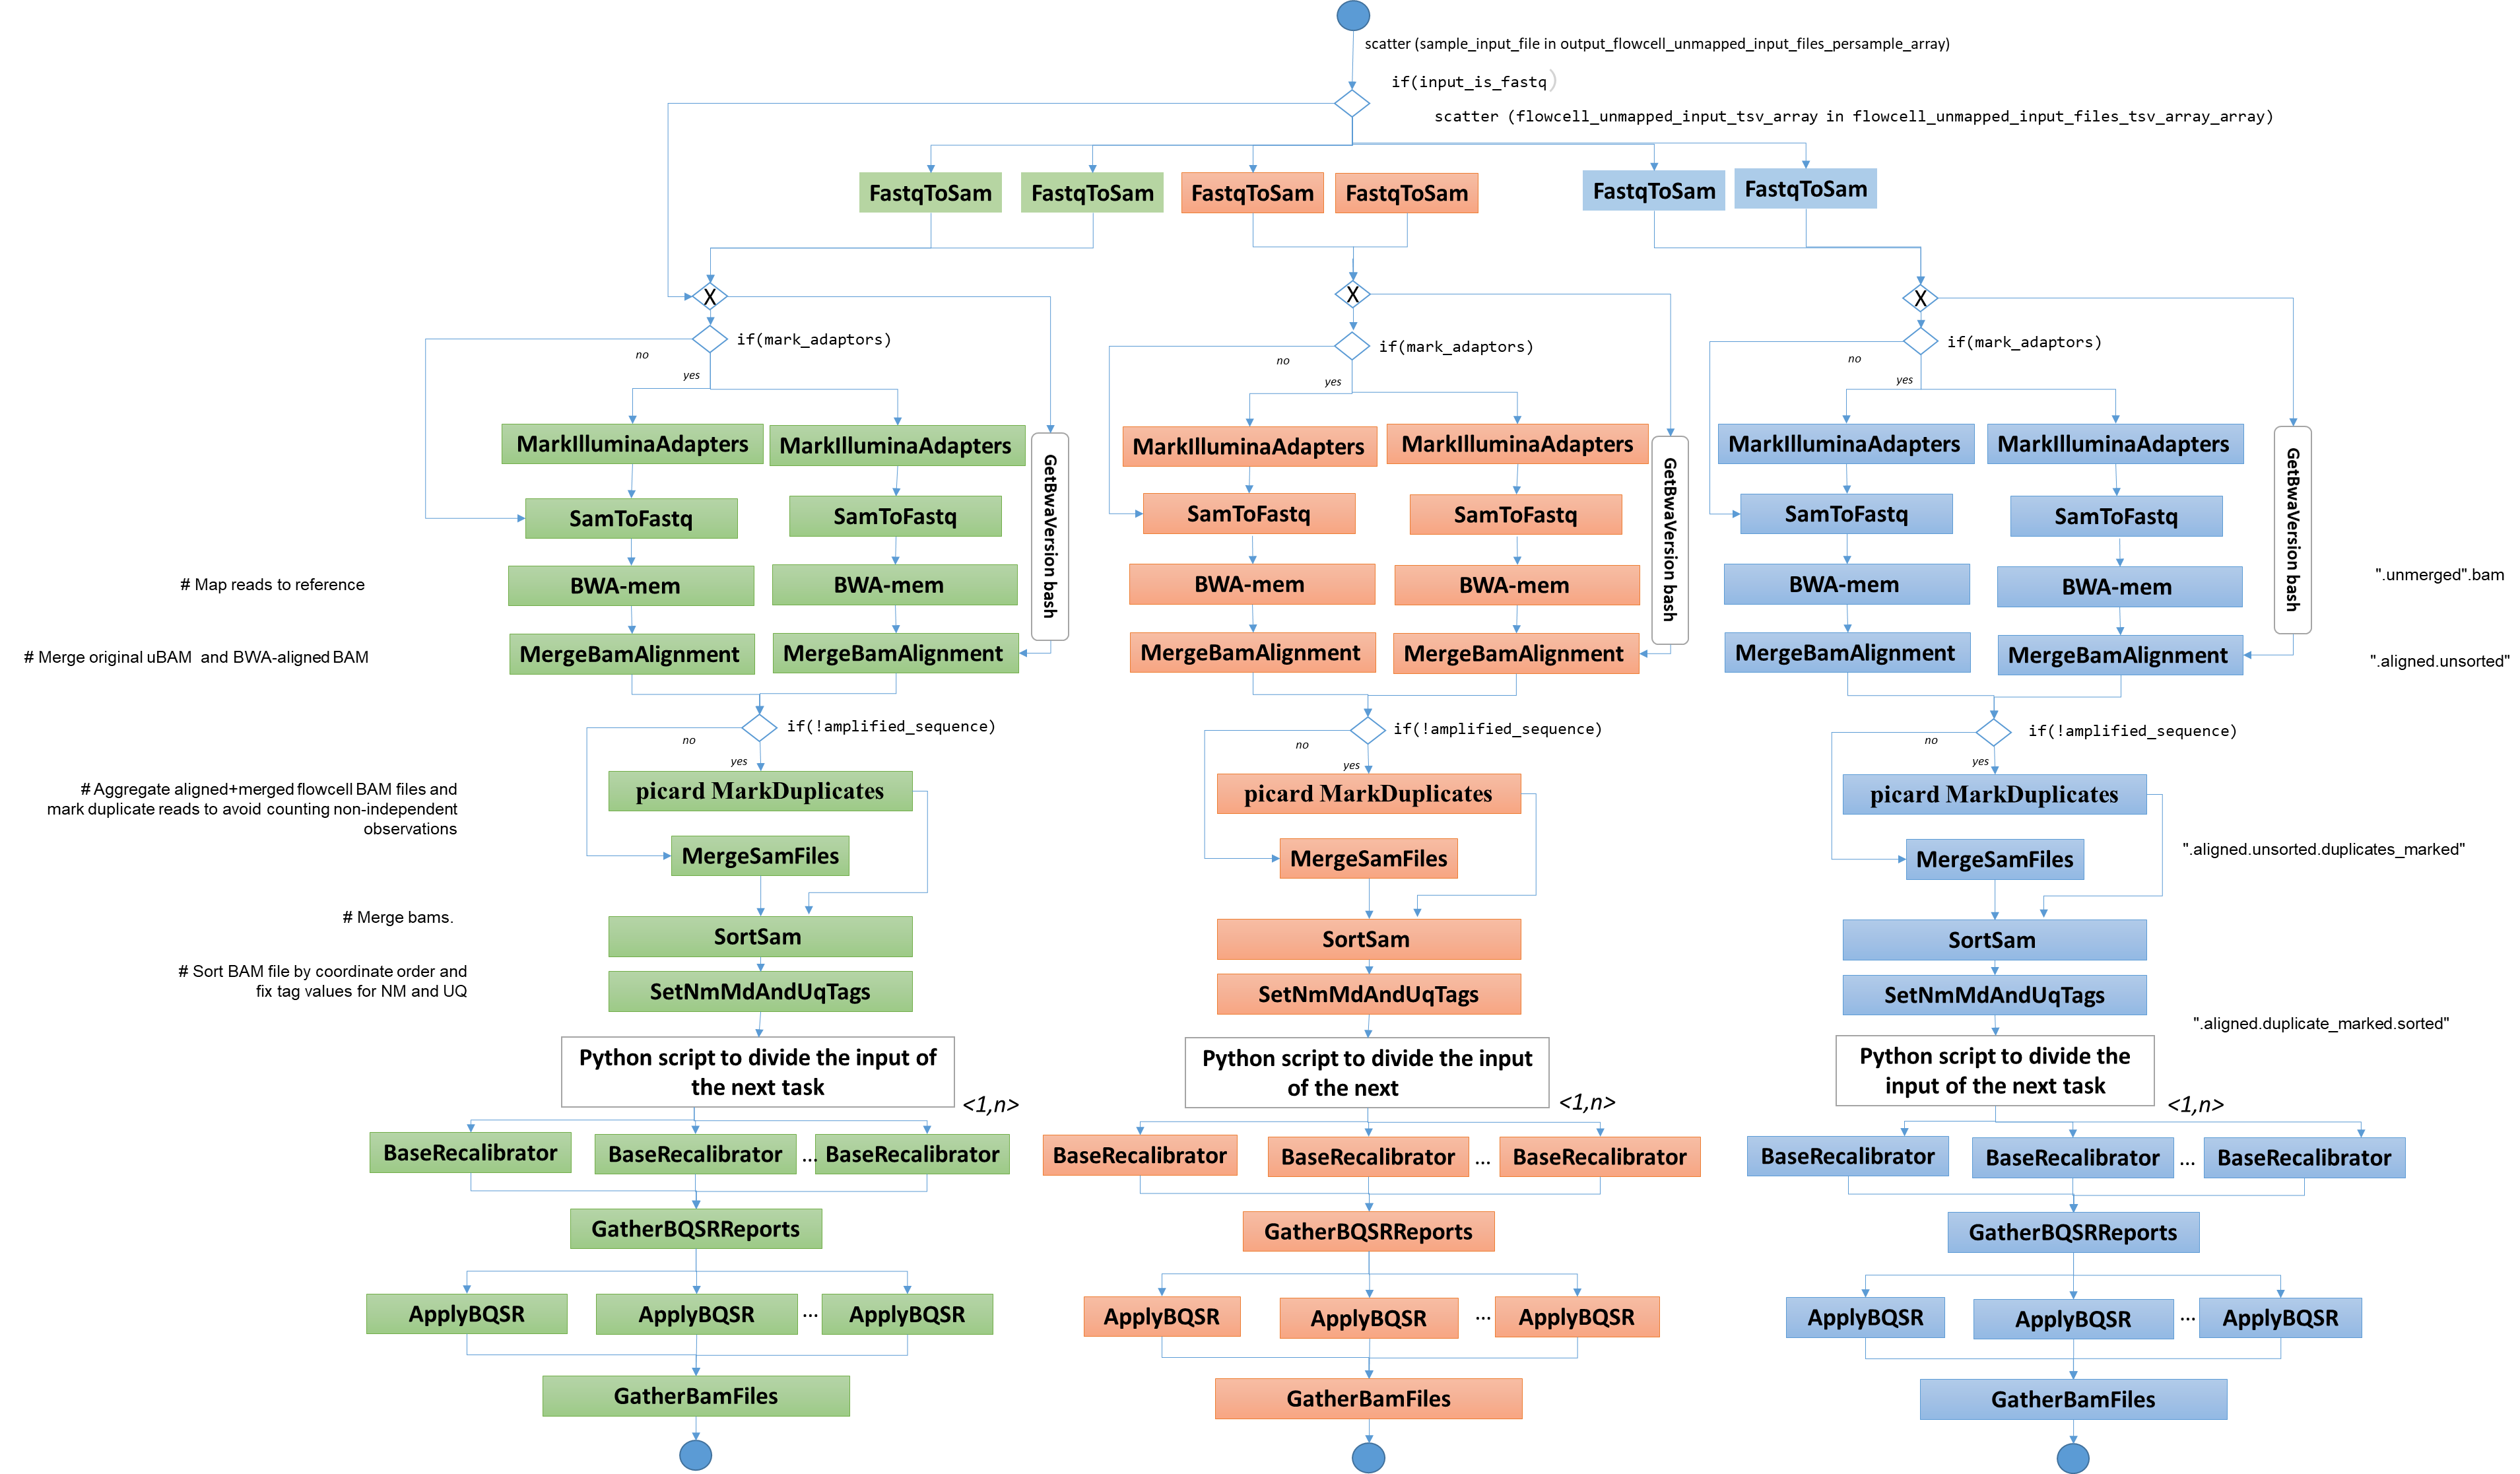 scatter (sample_input_file in output_flowcell_unmapped_input_files_persample_array)
if(input_is_fastq)
scatter (flowcell_unmapped_input_tsv_array in flowcell_unmapped_input_files_tsv_array_array)
FastqToSam
FastqToSam
FastqToSam
FastqToSam
FastqToSam
FastqToSam
X
X
X
if(mark_adaptors)
no
yes
if(mark_adaptors)
no
yes
if(mark_adaptors)
no
yes
MarkIlluminaAdapters
MarkIlluminaAdapters
MarkIlluminaAdapters
MarkIlluminaAdapters
MarkIlluminaAdapters
MarkIlluminaAdapters
GetBwaVersion bash
GetBwaVersion bash
GetBwaVersion bash
SamToFastq
SamToFastq
SamToFastq
SamToFastq
SamToFastq
SamToFastq
# Map reads to reference
BWA-mem
BWA-mem
BWA-mem
BWA-mem
BWA-mem
BWA-mem
".unmerged".bam
# Merge original uBAM and BWA-aligned BAM
MergeBamAlignment
MergeBamAlignment
MergeBamAlignment
MergeBamAlignment
MergeBamAlignment
MergeBamAlignment
".aligned.unsorted"
if(!amplified_sequence)
no
yes
if(!amplified_sequence)
no
yes
if(!amplified_sequence)
no
yes
# Aggregate aligned+merged flowcell BAM files and
mark duplicate reads to avoid counting non-independent
observations
picard MarkDuplicates
picard MarkDuplicates
picard MarkDuplicates
MergeSamFiles
MergeSamFiles
MergeSamFiles
".aligned.unsorted.duplicates_marked"
# Merge bams.
SortSam
SortSam
SortSam
# Sort BAM file by coordinate order and
fix tag values for NM and UQ
SetNmMdAndUqTags
SetNmMdAndUqTags
SetNmMdAndUqTags
".aligned.duplicate_marked.sorted"
Python script to divide the input of
the next task
<1,n>
Python script to divide the input
of the next
<1,n>
Python script to divide the
input of the next task
<1,n>
BaseRecalibrator
BaseRecalibrator
...
BaseRecalibrator
BaseRecalibrator
BaseRecalibrator
...
BaseRecalibrator
BaseRecalibrator
BaseRecalibrator
...
BaseRecalibrator
GatherBQSRReports
GatherBQSRReports
GatherBQSRReports
ApplyBQSR
ApplyBQSR
...
ApplyBQSR
ApplyBQSR
ApplyBQSR
...
ApplyBQSR
ApplyBQSR
ApplyBQSR
...
ApplyBQSR
GatherBamFiles
GatherBamFiles
GatherBamFiles